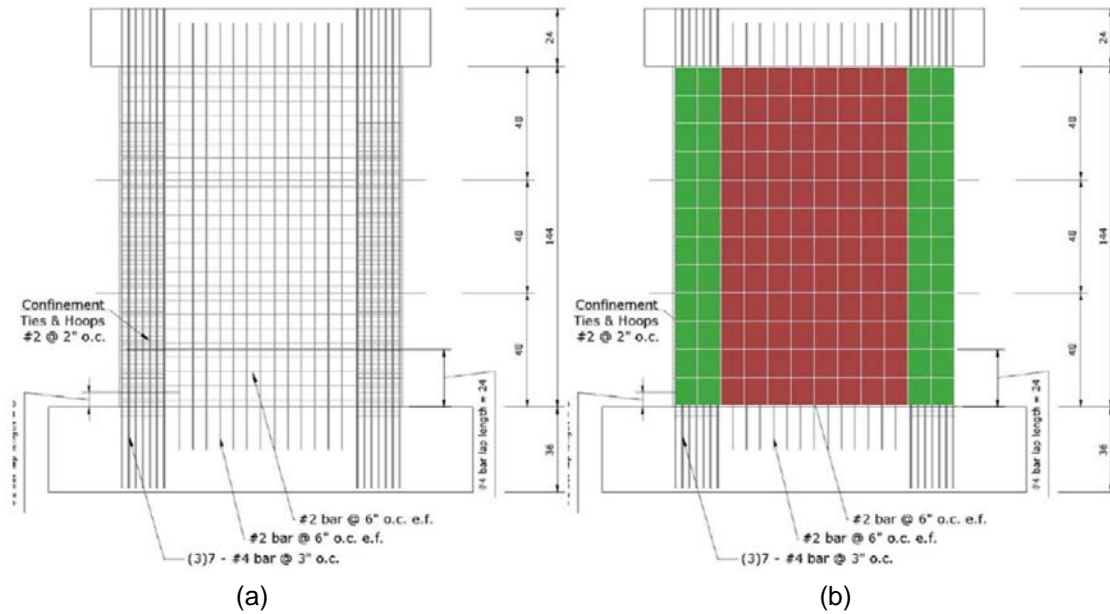 24
48
48
144
48
36
Confinement
Ties & Hoops
#2 @ 2" o.c.
#4 bar lap length = 24
#2 bar @ 6" o.c. e.f.
#2 bar @ 6" o.c. e.f.
(3)7 - #4 bar @ 3" o.c.
(a)
24
48
48
144
48
36
Confinement
Ties & Hoops
#2 @ 2" o.c.
#4 bar lap length = 24
#2 bar @ 6" o.c. e.f.
#2 bar @ 6" o.c. e.f.
(3)7 - #4 bar @ 3" o.c.
(b)